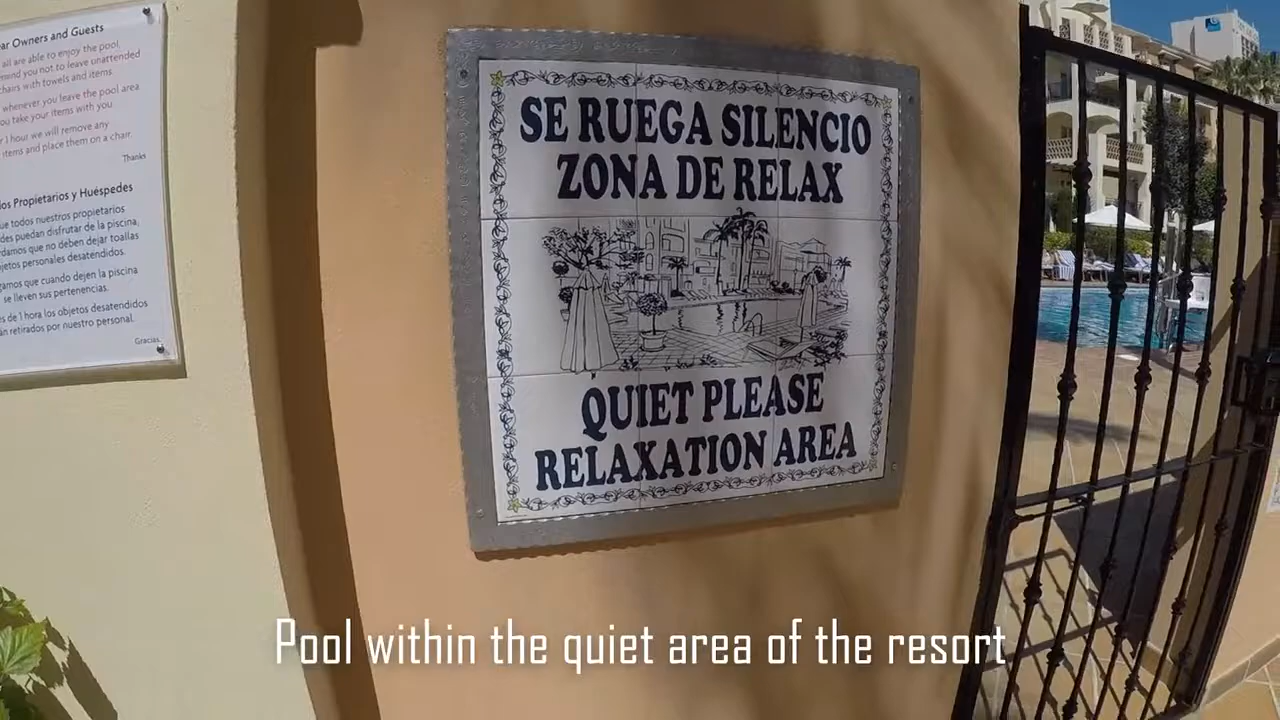 ar Owners and Guests
all are able to enjoy the pool,
mind you not to leave unattended
chairs with towels and items
whenever you leave the pool area
you take your items with you
1 hour we will remove any
items and place them on a chair.
Thanks
los Propietarios y Huéspedes
que todos nuestros propietarios
des puedan disfrutar de la piscina,
rdamos que no deben dejar toallas
bjetos personales desatendidos.
gamos que cuando dejen la piscina
se lleven sus pertenencias.
és de 1 hora los objetos desatendidos
án retirados por nuestro personal.
Gracias.
SE RUEGA SILENCIO
ZONA DE RELAX
QUIET PLEASE
RELAXATION AREA
Pool within the quiet area of the resort